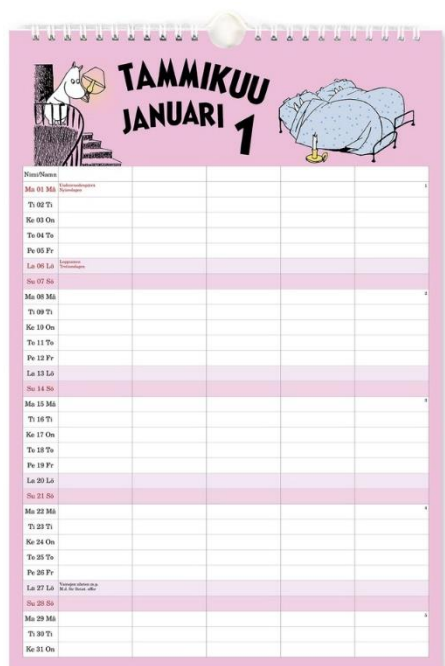 TAMMIKUU
JANUARI 1
Nimi/Namn
Ma 01 Må 1
Ti 02 Ti
Ke 03 On
To 04 To
Pe 05 Fr
La 06 Lö Loppiainen
Trettondagen
Su 07 Sö
Ma 08 Må 2
Ti 09 Ti
Ke 10 On
To 11 To
Pe 12 Fr
La 13 Lö
Su 14 Sö
Ma 15 Må 3
Ti 16 Ti
Ke 17 On
To 18 To
Pe 19 Fr
La 20 Lö
Su 21 Sö
Ma 22 Må 4
Ti 23 Ti
Ke 24 On
To 25 To
Pe 26 Fr
La 27 Lö
Su 28 Sö
Ma 29 Må 5
Ti 30 Ti
Ke 31 On